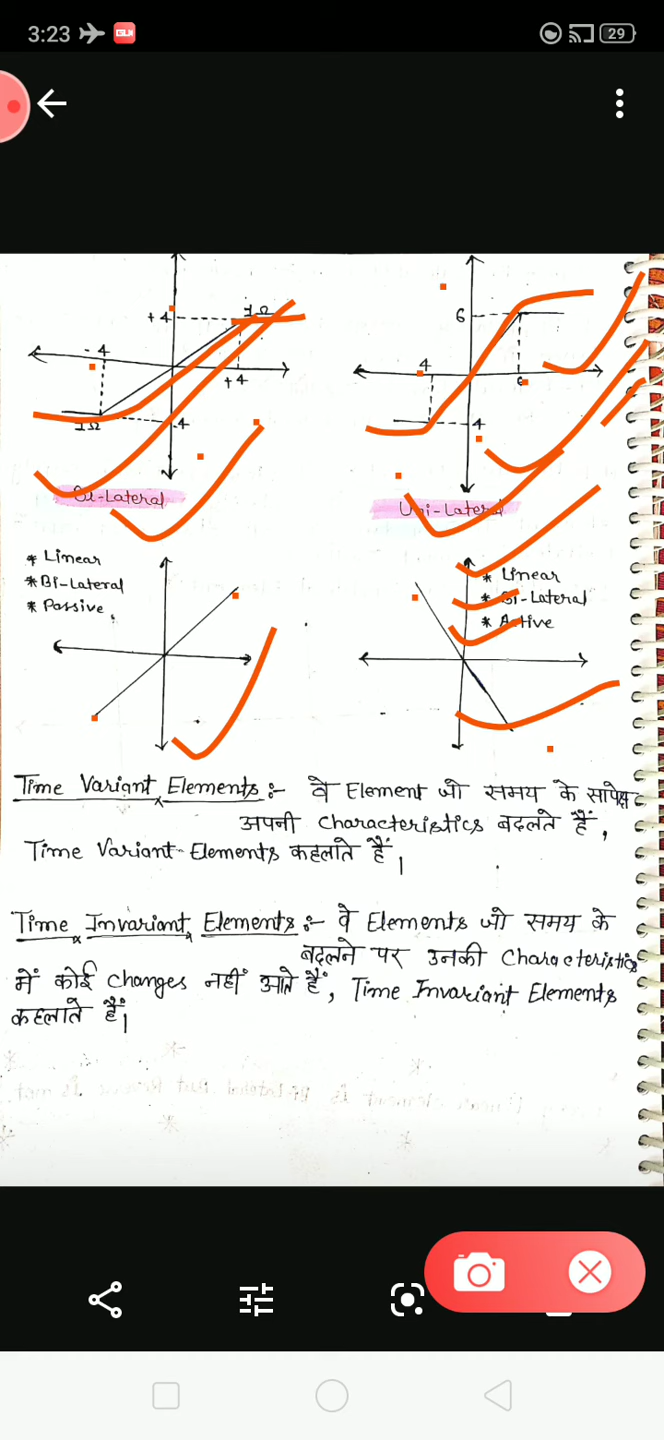 3:23
29
+4
1Ω
-4
+4
1Ω
-4
Bi-Lateral
6
4
6
4
Uni-Lateral
* Linear
* Bi-Lateral
* Passive
* Linear
* Bi-Lateral
* Active
Time Variant Elements :- वे Element जो समय के सापेक्ष
अपनी Characteristics बदलते हैं,
Time Variant Elements कहलाते हैं।
Time Invariant Elements :- वे Elements जो समय के
बदलने पर उनकी Characteristics
में कोई changes नहीं आते हैं, Time Invariant Elements
कहलाते हैं।